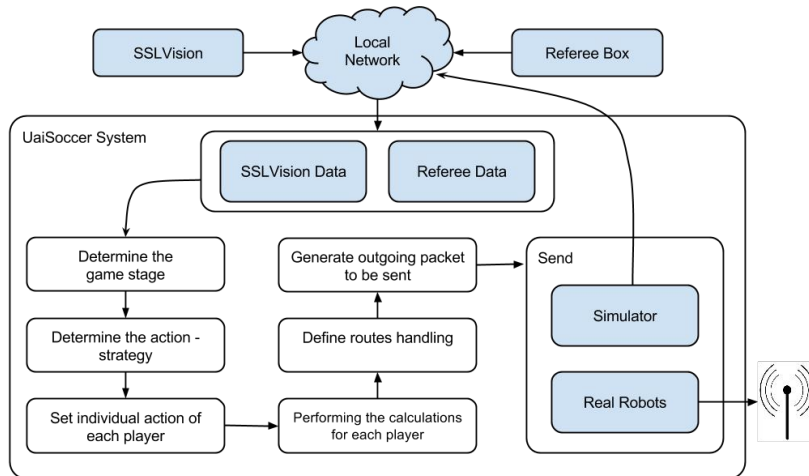 SSLVision
Local
Network
Referee Box
UaiSoccer System
SSLVision Data
Referee Data
Determine the
game stage
Determine the action -
strategy
Set individual action of
each player
Performing the calculations
for each player
Define routes handling
Generate outgoing packet
to be sent
Send
Simulator
Real Robots